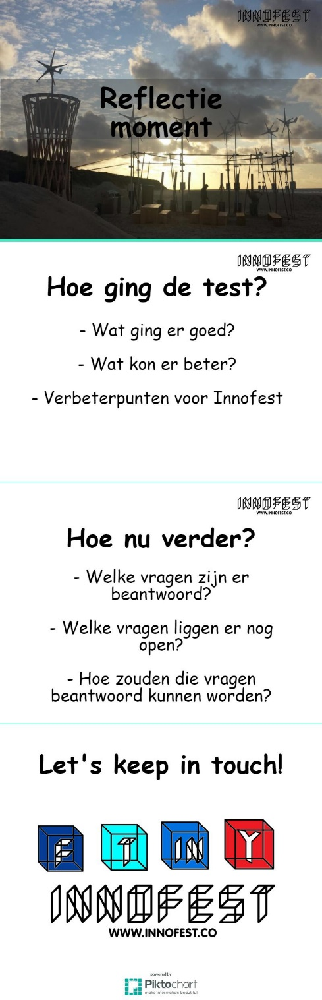 INNOFEST
WWW.INNOFEST.CO
Reflectie
moment
INNOFEST
WWW.INNOFEST.CO
Hoe ging de test?
- Wat ging er goed?
- Wat kon er beter?
- Verbeterpunten voor Innofest
INNOFEST
WWW.INNOFEST.CO
Hoe nu verder?
- Welke vragen zijn er
beantwoord?
- Welke vragen liggen er nog
open?
- Hoe zouden die vragen
beantwoord kunnen worden?
Let's keep in touch!
F T IN Y
INNOFEST
WWW.INNOFEST.CO
powered by
Piktochart
make information beautiful